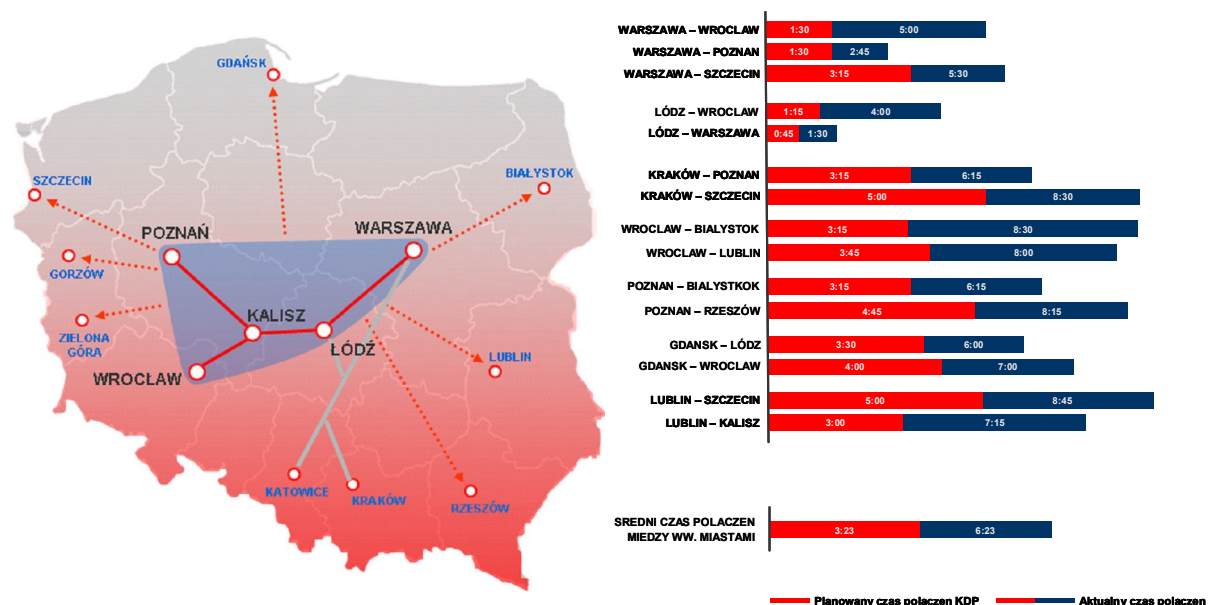 GDAŃSK
BIAŁYSTOK
SZCZECIN
WARSZAWA
POZNAŃ
GORZÓW
KALISZ
ZIELONA
GÓRA
ŁÓDŹ
LUBLIN
WROCŁAW
KATOWICE
KRAKÓW
RZESZÓW
WARSZAWA – WROCLAW 1:30 5:00
WARSZAWA – POZNAN 1:30 2:45
WARSZAWA – SZCZECIN 3:15 5:30
LÓDZ – WROCLAW 1:15 4:00
LÓDZ – WARSZAWA 0:45 1:30
KRAKÓW – POZNAN 3:15 6:15
KRAKÓW – SZCZECIN 5:00 8:30
WROCLAW – BIALYSTOK 3:15 8:30
WROCLAW – LUBLIN 3:45 8:00
POZNAN – BIALYSTKOK 3:15 6:15
POZNAN – RZESZÓW 4:45 8:15
GDANSK – LÓDZ 3:30 6:00
GDANSK – WROCLAW 4:00 7:00
LUBLIN – SZCZECIN 5:00 8:45
LUBLIN – KALISZ 3:00 7:15
SREDNI CZAS POLACZEN
MIEDZY WW. MIASTAMI 3:23 6:23
Planowany czas polaczen KDP Aktualny czas polaczen